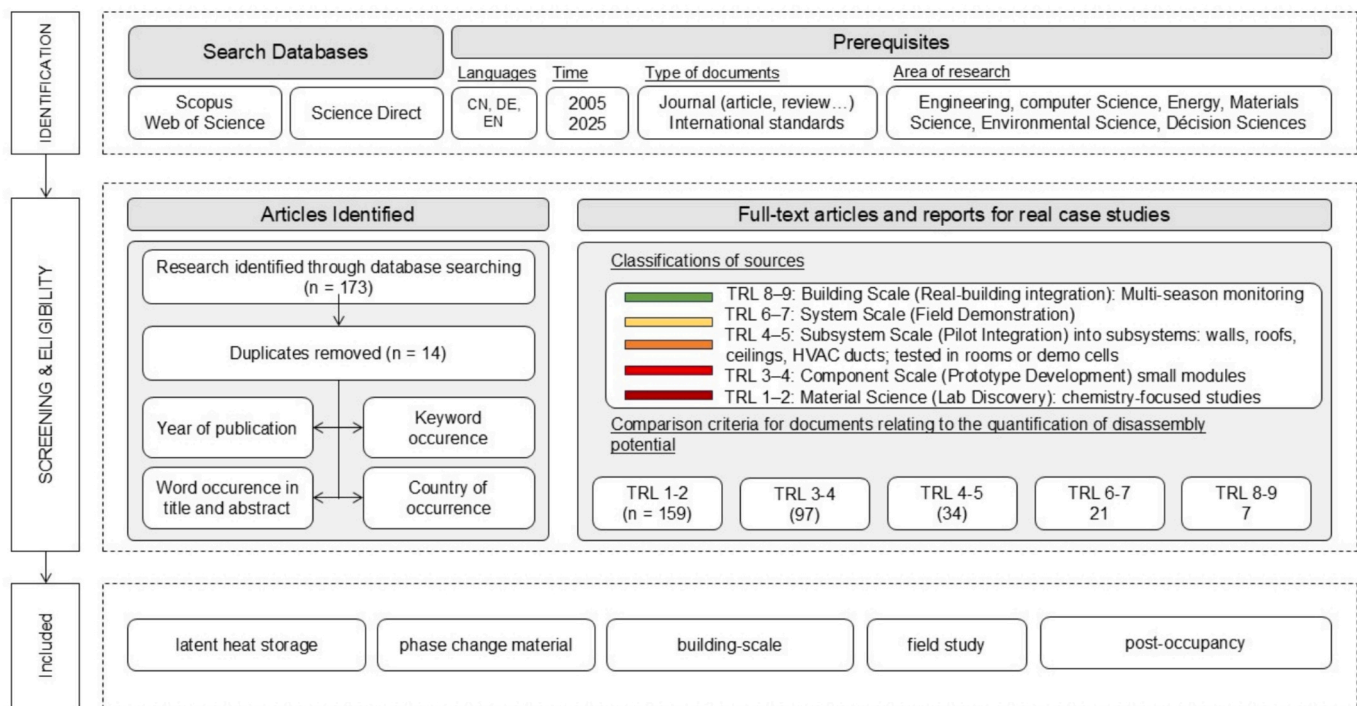 IDENTIFICATION
Search Databases
Prerequisites
Languages
Time
Type of documents
Area of research
Scopus
Web of Science
Science Direct
CN, DE,
EN
2005
2025
Journal (article, review…)
International standards
Engineering, computer Science, Energy, Materials
Science, Environmental Science, Décision Sciences
SCREENING & ELIGIBILITY
Articles Identified
Research identified through database searching
(n = 173)
Duplicates removed (n = 14)
Year of publication
Keyword
occurence
Word occurence in
title and abstract
Country of
occurrence
Full-text articles and reports for real case studies
Classifications of sources
TRL 8–9: Building Scale (Real-building integration): Multi-season monitoring
TRL 6–7: System Scale (Field Demonstration)
TRL 4–5: Subsystem Scale (Pilot Integration) into subsystems: walls, roofs,
ceilings, HVAC ducts; tested in rooms or demo cells
TRL 3–4: Component Scale (Prototype Development) small modules
TRL 1–2: Material Science (Lab Discovery): chemistry-focused studies
Comparison criteria for documents relating to the quantification of disassembly
potential
TRL 1-2
(n = 159)
TRL 3-4
(97)
TRL 4-5
(34)
TRL 6-7
21
TRL 8-9
7
Included
latent heat storage
phase change material
building-scale
field study
post-occupancy